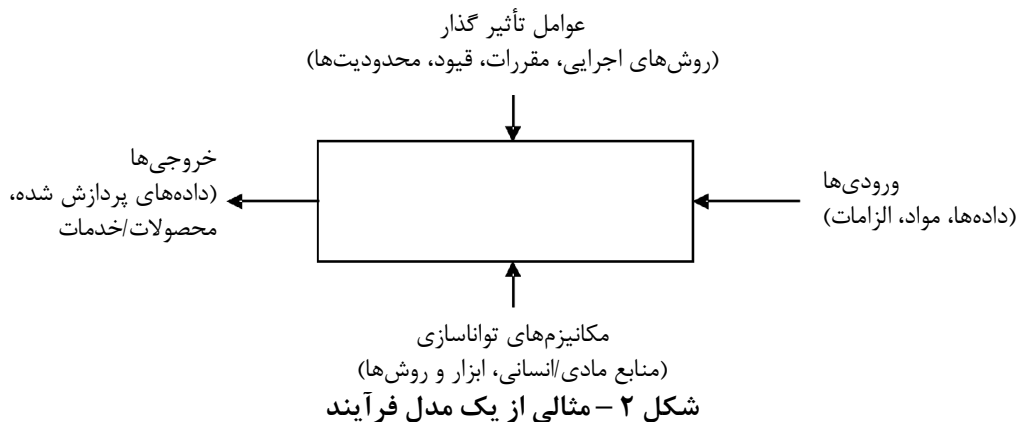 عوامل تأثیر گذار
(روش‌های اجرایی، مقررات، قیود، محدودیت‌ها)
ورودی‌ها
(داده‌ها، مواد، الزامات)
خروجی‌ها
(داده‌های پردازش شده،
محصولات/خدمات
مکانیزم‌های تواناسازی
(منابع مادی/انسانی، ابزار و روش‌ها)
شکل ۲ – مثالی از یک مدل فرآیند